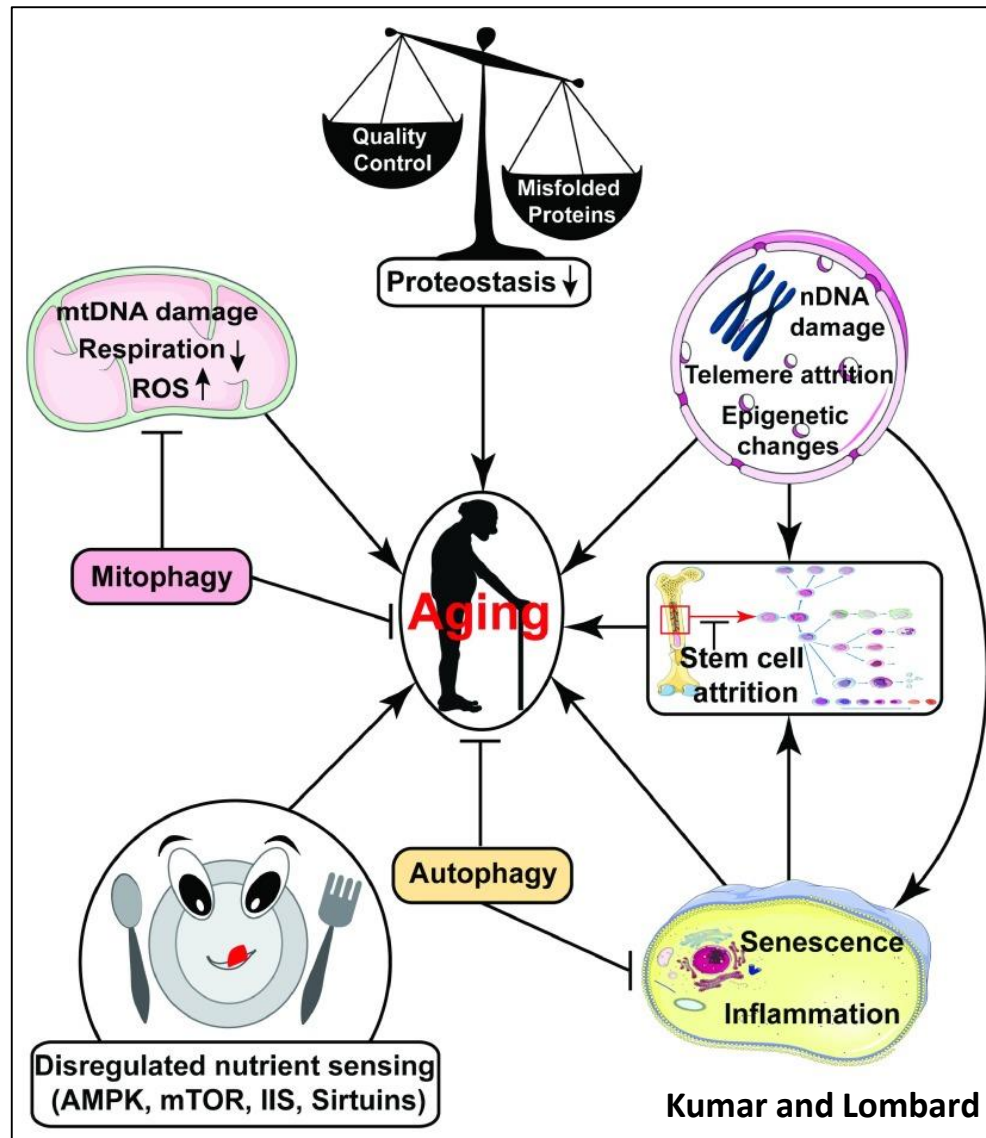 Quality
Control
Misfolded
Proteins
Proteostasis ↓
mtDNA damage
Respiration ↓
ROS ↑
nDNA
damage
Telemere attrition
Epigenetic
changes
Mitophagy
Aging
Stem cell
attrition
Autophagy
Senescence
Inflammation
Disregulated nutrient sensing
(AMPK, mTOR, IIS, Sirtuins)
Kumar and Lombard